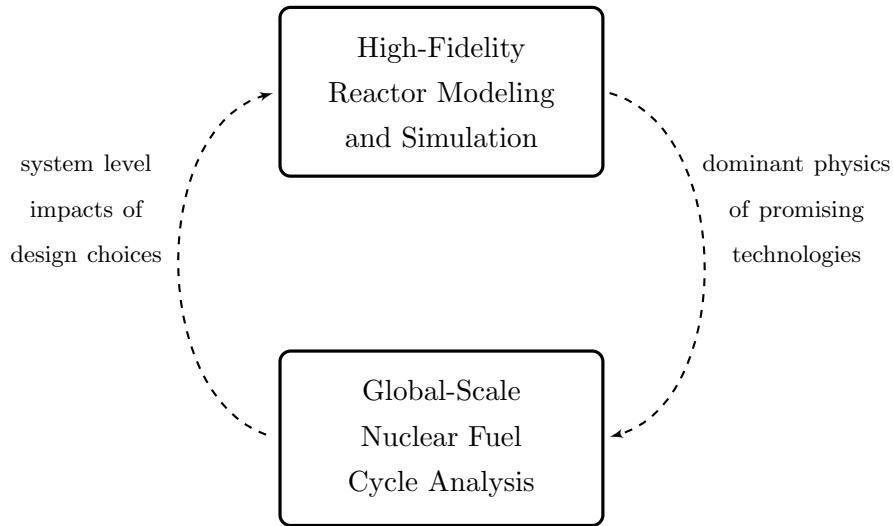 High-Fidelity
Reactor Modeling
and Simulation
system level
impacts of
design choices
dominant physics
of promising
technologies
Global-Scale
Nuclear Fuel
Cycle Analysis